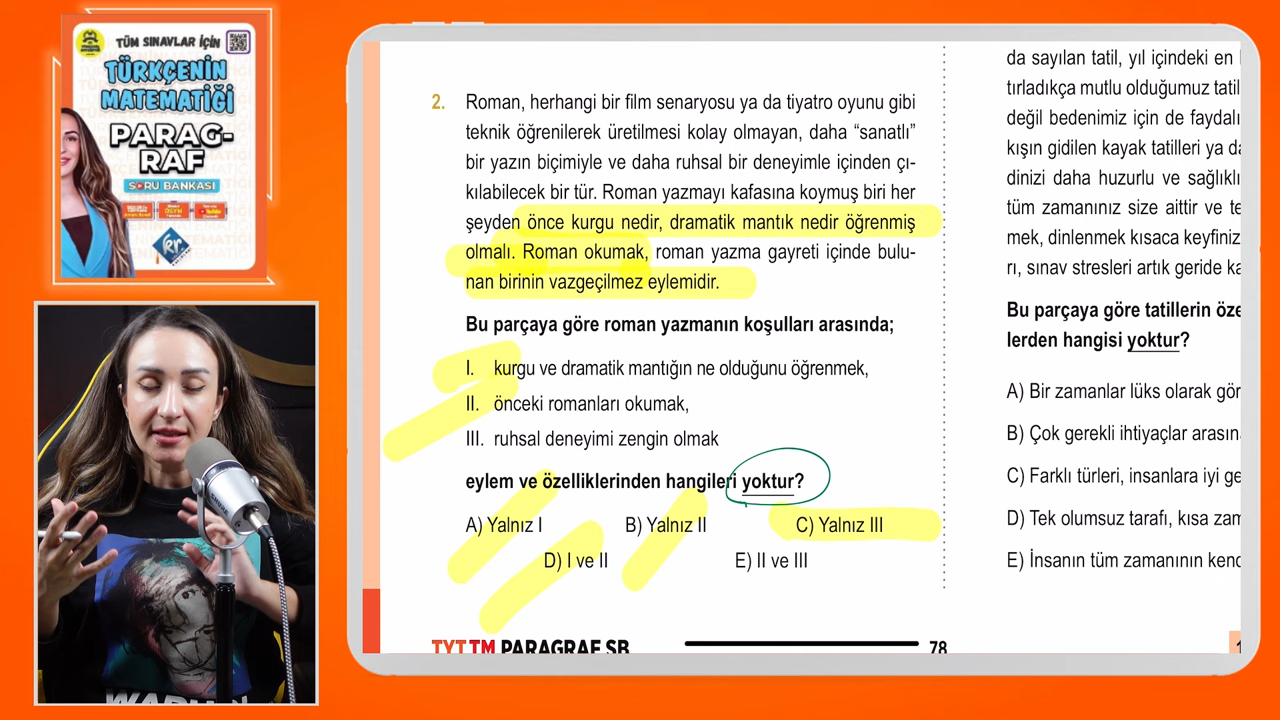 TÜM SINAVLAR İÇİN
TÜRKÇENİN
MATEMATİĞİ
PARAG-
RAF
SORU BANKASI
2. Roman, herhangi bir film senaryosu ya da tiyatro oyunu gibi
teknik öğrenilerek üretilmesi kolay olmayan, daha “sanatlı”
bir yazın biçimiyle ve daha ruhsal bir deneyimle içinden çı-
kılabilecek bir tür. Roman yazmayı kafasına koymuş biri her
şeyden önce kurgu nedir, dramatik mantık nedir öğrenmiş
olmalı. Roman okumak, roman yazma gayreti içinde bulu-
nan birinin vazgeçilmez eylemidir.
Bu parçaya göre roman yazmanın koşulları arasında;
I. kurgu ve dramatik mantığın ne olduğunu öğrenmek,
II. önceki romanları okumak,
III. ruhsal deneyimi zengin olmak
eylem ve özelliklerinden hangileri yoktur?
A) Yalnız I B) Yalnız II C) Yalnız III
D) I ve II E) II ve III
TYT TM PARAGRAF SB 78
da sayılan tatil, yıl içindeki en
tırladıkça mutlu olduğumuz tatil
değil bedenimiz için de faydalı
kışın gidilen kayak tatilleri ya da
dinizi daha huzurlu ve sağlıklı
tüm zamanınız size aittir ve te
mek, dinlenmek kısaca keyfiniz
rı, sınav stresleri artık geride ka
Bu parçaya göre tatillerin öze
lerden hangisi yoktur?
A) Bir zamanlar lüks olarak gör
B) Çok gerekli ihtiyaçlar arasın
C) Farklı türleri, insanlara iyi ge
D) Tek olumsuz tarafı, kısa zam
E) İnsanın tüm zamanının kend
SHURE